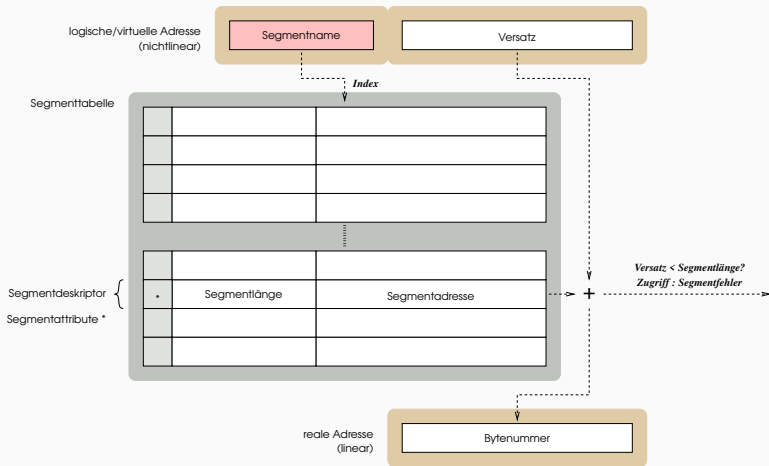 logische/virtuelle Adresse
(nichtlinear)
Segmentname
Versatz
Index
Segmenttabelle
Segmentdeskriptor
*
Segmentlänge
Segmentadresse
+
Versatz < Segmentlänge?
Zugriff : Segmentfehler
Segmentattribute *
reale Adresse
(linear)
Bytenummer